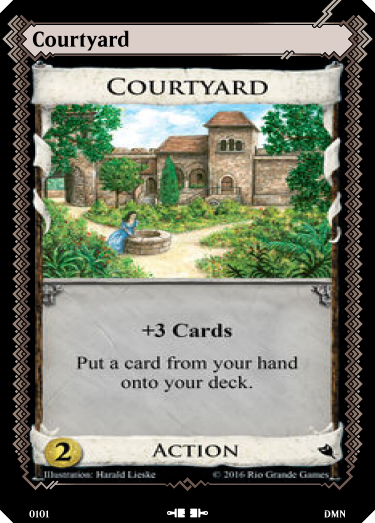 Courtyard
COURTYARD
+3 Cards
Put a card from your hand
onto your deck.
2
ACTION
Illustration: Harald Lieske
© 2016 Rio Grande Games
0101
DMN